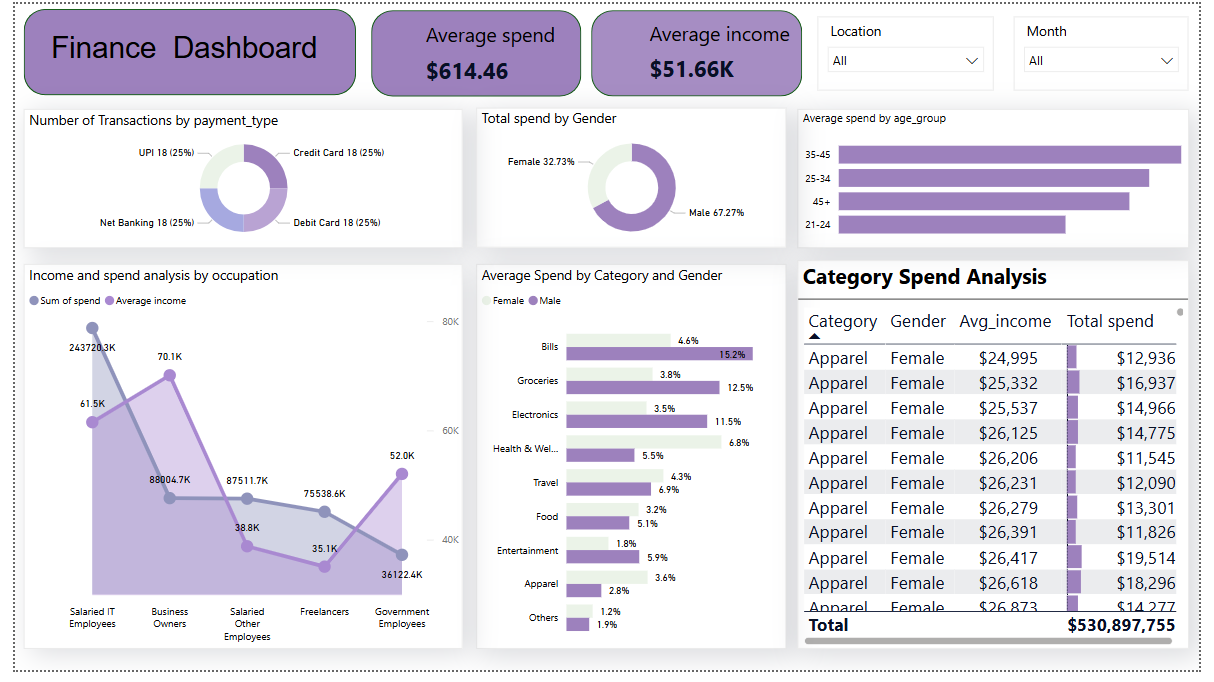 Finance  Dashboard
Average spend
$614.46
Average income
$51.66K
Location
All
Month
All
Number of Transactions by payment_type
UPI 18 (25%)
Credit Card 18 (25%)
Net Banking 18 (25%)
Debit Card 18 (25%)
Total spend by Gender
Female 32.73%
Male 67.27%
Average spend by age_group
35-45
25-34
45+
21-24
Income and spend analysis by occupation
Sum of spend
Average income
80K
60K
40K
243720.3K
61.5K
70.1K
88004.7K
87511.7K
38.8K
75538.6K
35.1K
52.0K
36122.4K
Salaried IT
Employees
Business
Owners
Salaried
Other
Employees
Freelancers
Government
Employees
Average Spend by Category and Gender
Female
Male
Bills
4.6%
15.2%
Groceries
3.8%
12.5%
Electronics
3.5%
11.5%
Health & Wel...
6.8%
5.5%
Travel
4.3%
6.9%
Food
3.2%
5.1%
Entertainment
1.8%
5.9%
Apparel
3.6%
2.8%
Others
1.2%
1.9%
Category Spend Analysis
Category Gender Avg_income Total spend
Apparel Female $24,995 $12,936
Apparel Female $25,332 $16,937
Apparel Female $25,537 $14,966
Apparel Female $26,125 $14,775
Apparel Female $26,206 $11,545
Apparel Female $26,231 $12,090
Apparel Female $26,279 $13,301
Apparel Female $26,391 $11,826
Apparel Female $26,417 $19,514
Apparel Female $26,618 $18,296
Apparel Female $26,873 $14,277
Total $530,897,755